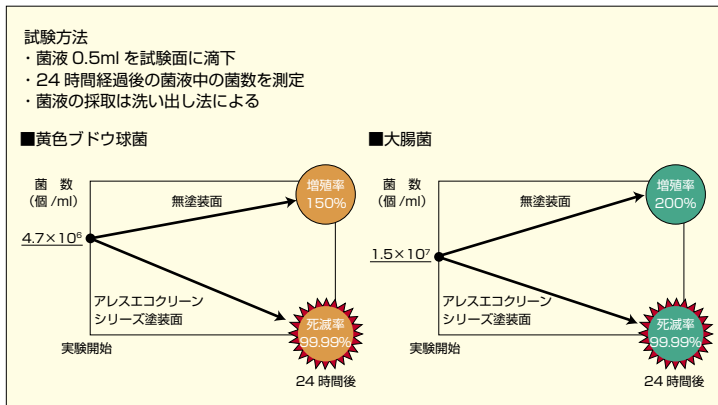 試験方法
・菌液 0.5ml を試験面に滴下
・24 時間経過後の菌液中の菌数を測定
・菌液の採取は洗い出し法による
■黄色ブドウ球菌
菌 数
(個 /ml)
4.7×10⁶
無塗装面
増殖率
150%
アレスエコクリーン
シリーズ塗装面
死滅率
99.99%
実験開始
24 時間後
■大腸菌
菌 数
(個 /ml)
1.5×10⁷
無塗装面
増殖率
200%
アレスエコクリーン
シリーズ塗装面
死滅率
99.99%
実験開始
24 時間後